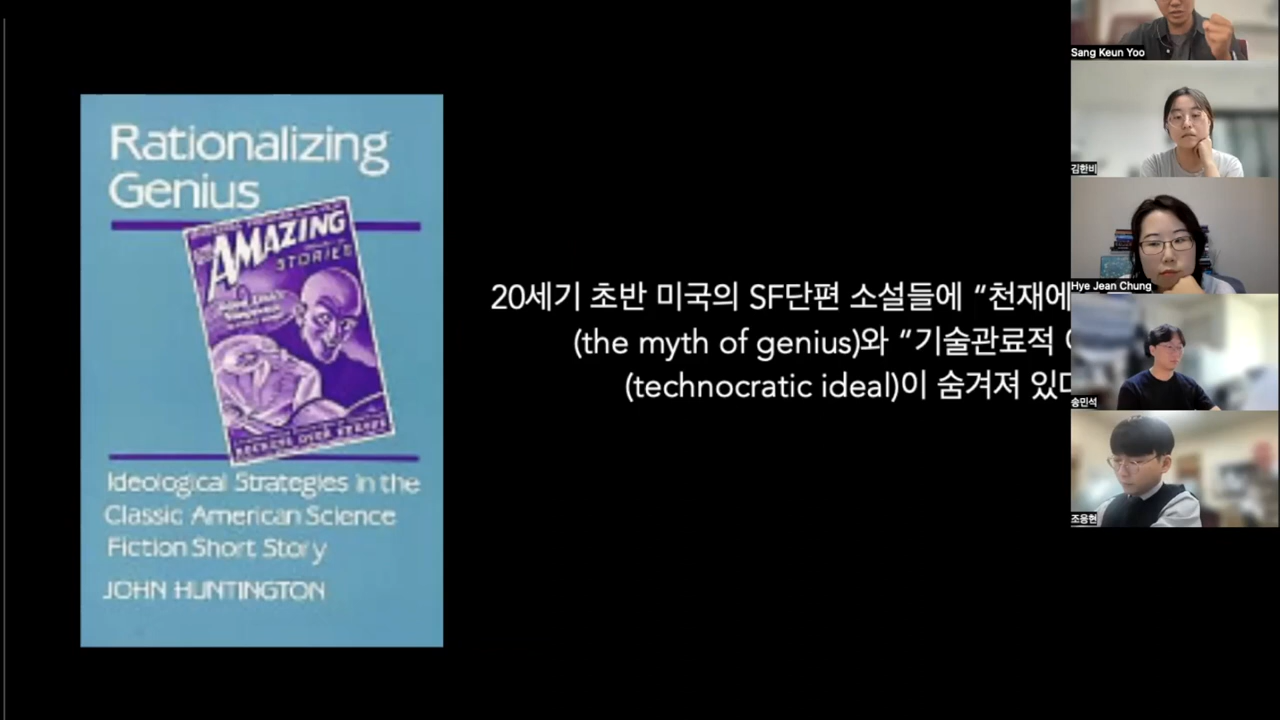 Rationalizing
Genius
AMAZING
STORIES
Ideological Strategies in the
Classic American Science
Fiction Short Story
JOHN HUNTINGTON
20세기 초반 미국의 SF단편 소설들에 “천재에
(the myth of genius)와 “기술관료적
(technocratic ideal)이 숨겨져 있다
Sang Keun Yoo
김한비
Hye Jean Chung
송민석
조용현